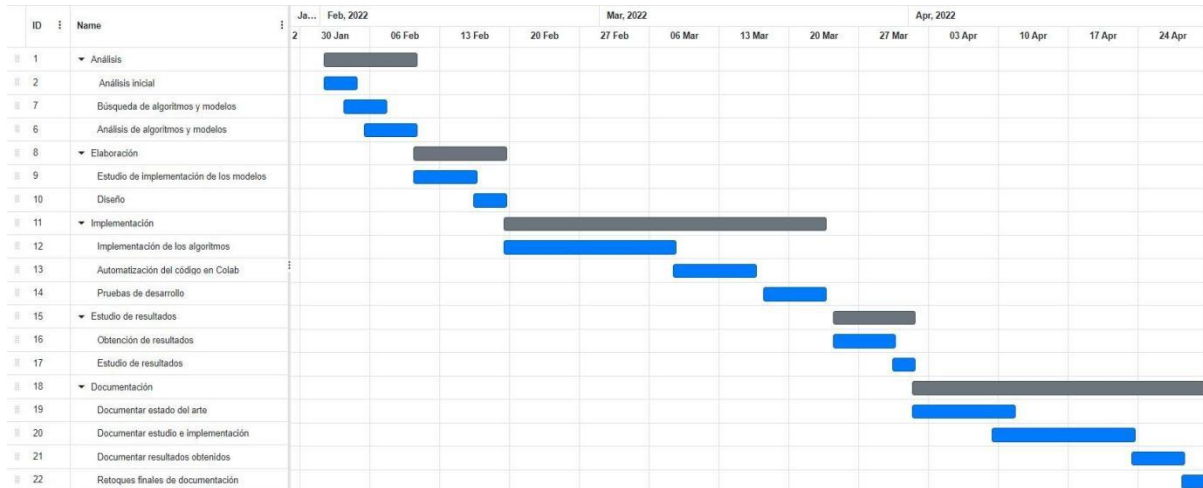 ID Name Ja... Feb, 2022 Mar, 2022 Apr, 2022
2 30 Jan 06 Feb 13 Feb 20 Feb 27 Feb 06 Mar 13 Mar 20 Mar 27 Mar 03 Apr 10 Apr 17 Apr 24 Apr
1 Análisis
2 Análisis inicial
7 Búsqueda de algoritmos y modelos
6 Análisis de algoritmos y modelos
8 Elaboración
9 Estudio de implementación de los modelos
10 Diseño
11 Implementación
12 Implementación de los algoritmos
13 Automatización del código en Colab
14 Pruebas de desarrollo
15 Estudio de resultados
16 Obtención de resultados
17 Estudio de resultados
18 Documentación
19 Documentar estado del arte
20 Documentar estudio e implementación
21 Documentar resultados obtenidos
22 Retoques finales de documentación